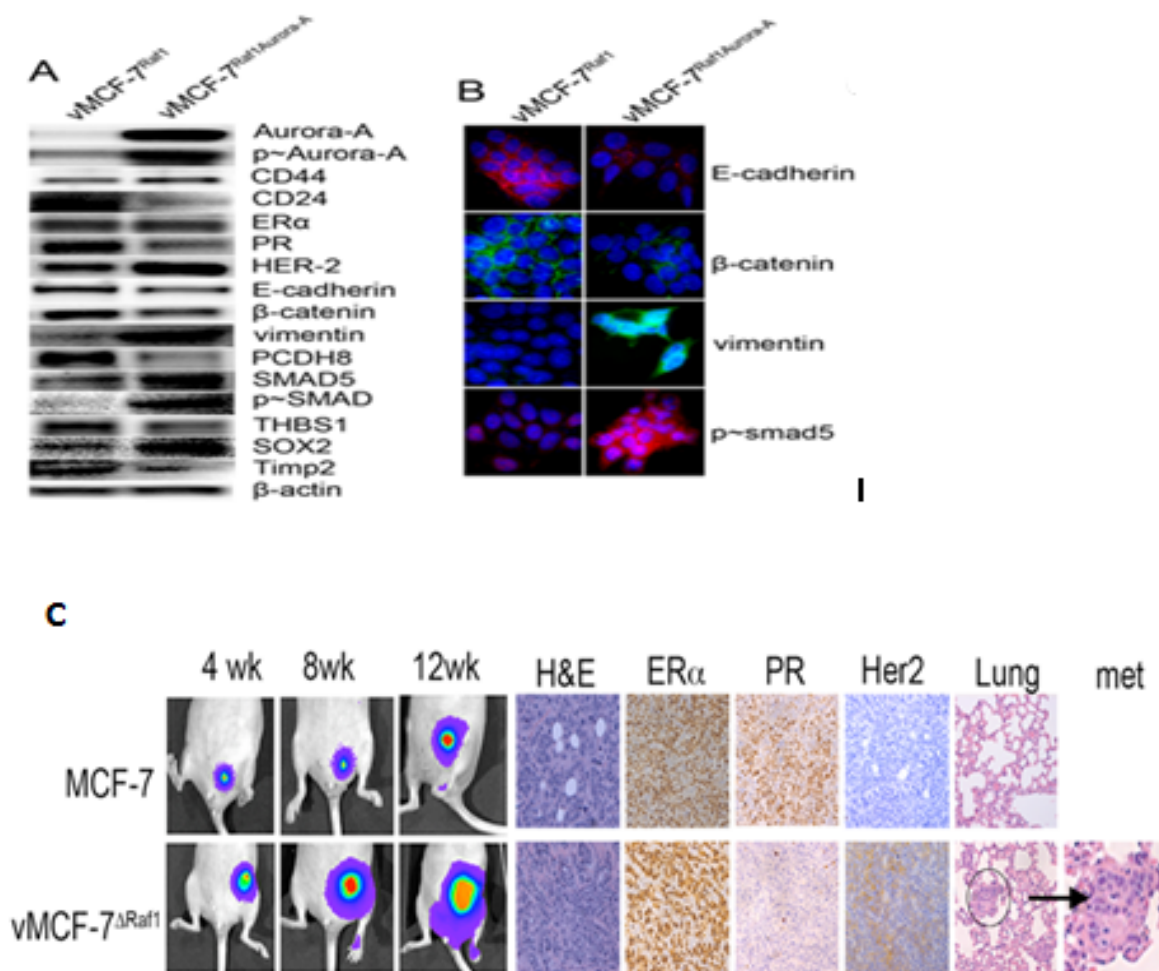 A
vMCF-7Raf1
vMCF-7Raf1Aurora-A
Aurora-A
p~Aurora-A
CD44
CD24
ERα
PR
HER-2
E-cadherin
β-catenin
vimentin
PCDH8
SMAD5
p~SMAD
THBS1
SOX2
Timp2
β-actin
B
vMCF-7Raf1
vMCF-7Raf1Aurora-A
E-cadherin
β-catenin
vimentin
p~smad5
I
C
4 wk 8wk 12wk H&E ERα PR Her2 Lung met
MCF-7
vMCF-7ΔRaf1